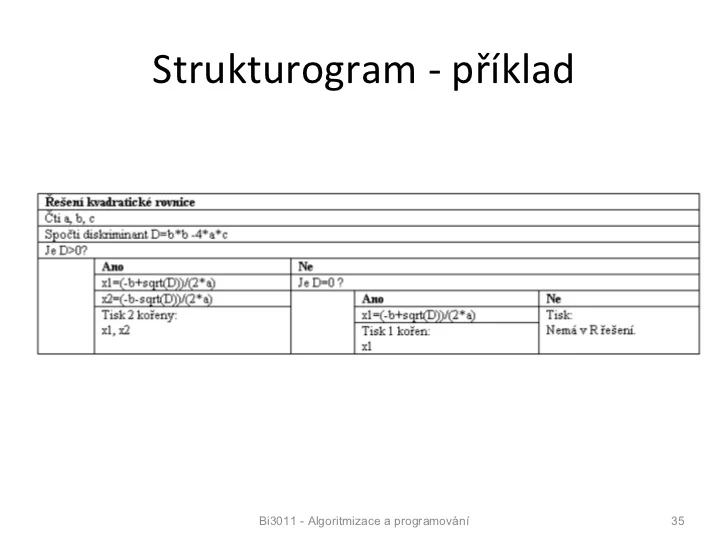 Strukturogram - příklad
Řešení kvadratické rovnice
Čti a, b, c
Spočti diskriminant D=b*b -4*a*c
Je D>0?
Ano
Ne
x1=(-b+sqrt(D))/(2*a)
Je D=0 ?
x2=(-b-sqrt(D))/(2*a)
Ano
Ne
Tisk 2 kořeny:
x1=(-b+sqrt(D))/(2*a)
Tisk:
x1, x2
Tisk 1 kořen:
Nemá v R řešení.
x1
Bi3011 - Algoritmizace a programování
35